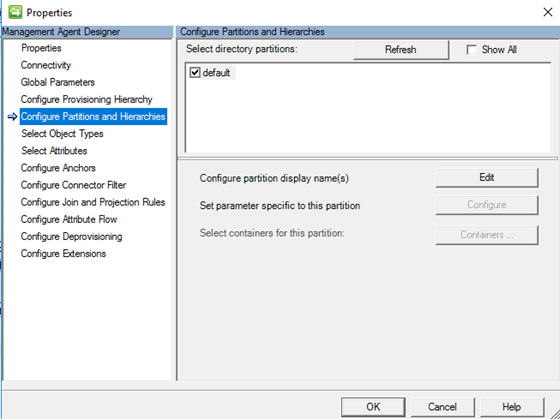 Properties
Management Agent Designer
Properties
Connectivity
Global Parameters
Configure Provisioning Hierarchy
Configure Partitions and Hierarchies
Select Object Types
Select Attributes
Configure Anchors
Configure Connector Filter
Configure Join and Projection Rules
Configure Attribute Flow
Configure Deprovisioning
Configure Extensions
Configure Partitions and Hierarchies
Select directory partitions:
Refresh
Show All
default
Configure partition display name(s)
Edit
Set parameter specific to this partition
Configure
Select containers for this partition:
Containers ...
OK
Cancel
Help